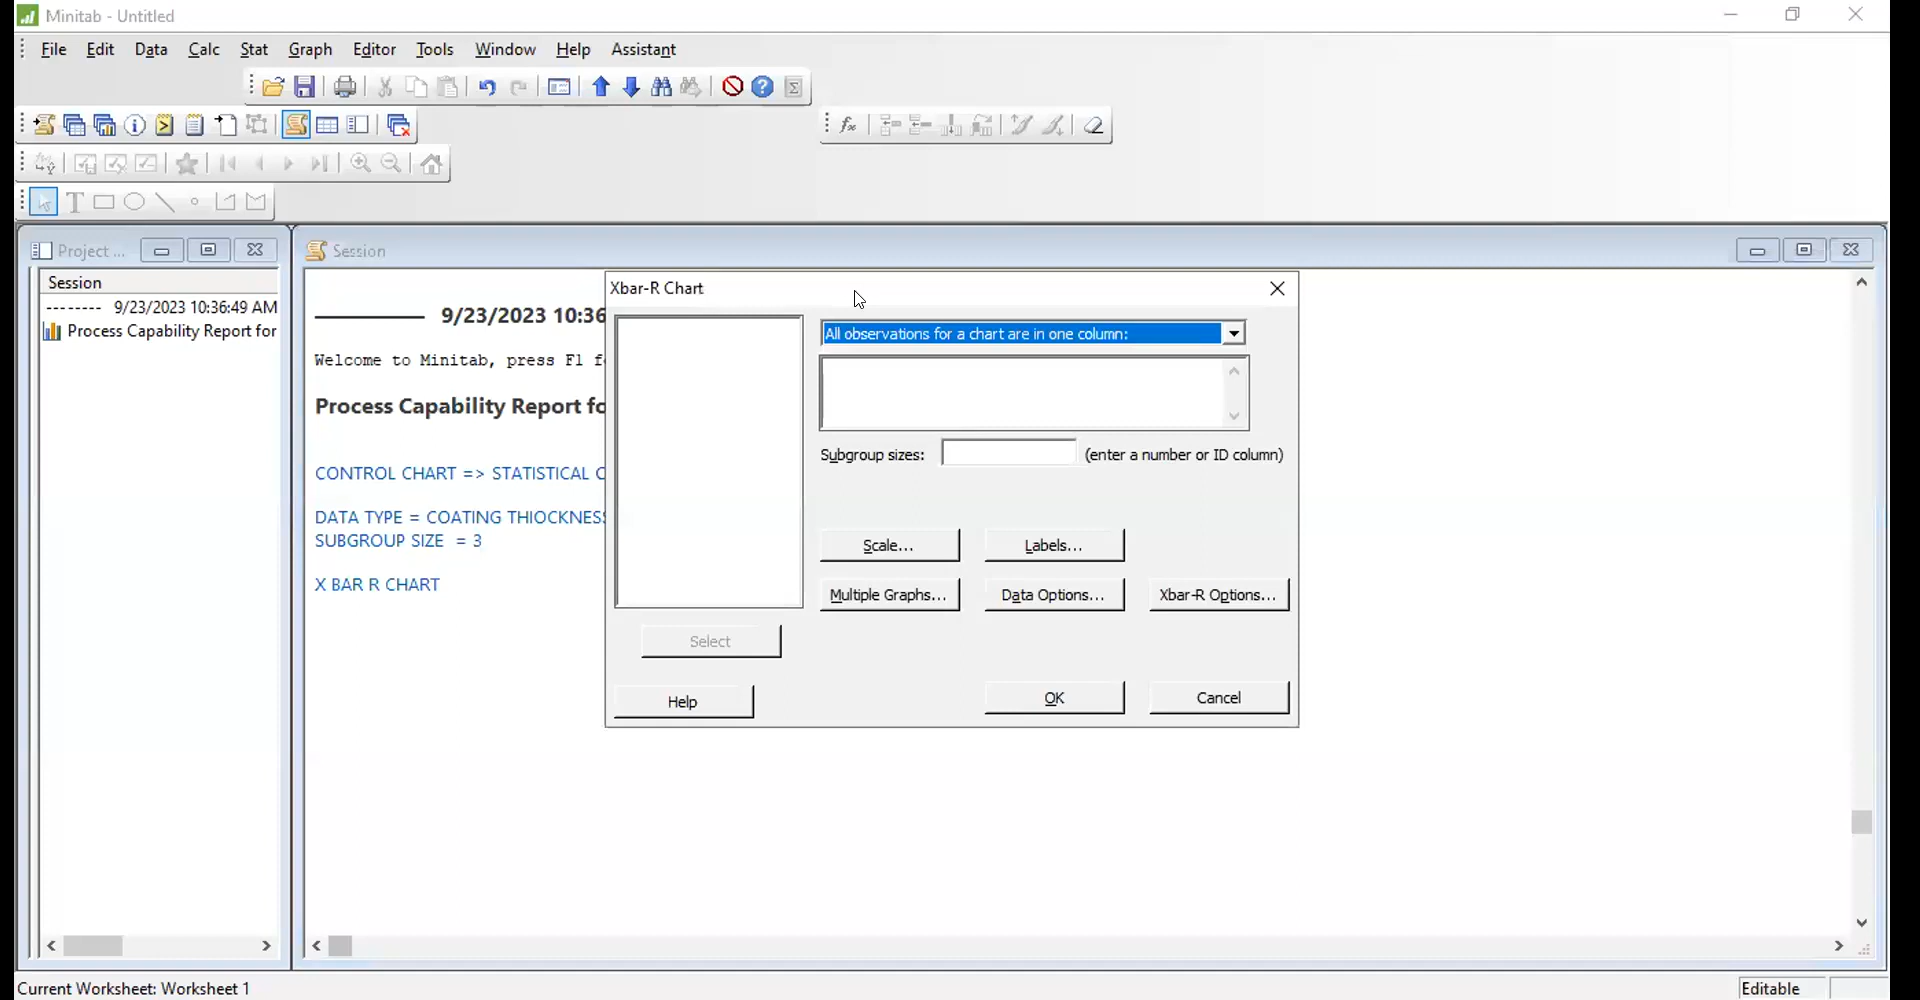 Minitab - Untitled
File Edit Data Calc Stat Graph Editor Tools Window Help Assistant
Project ...
Session
-------- 9/23/2023 10:36:49 AM
Process Capability Report for
Session
9/23/2023 10:36
Welcome to Minitab, press F1 f
Process Capability Report fo
CONTROL CHART => STATISTICAL C
DATA TYPE = COATING THIOCKNESS
SUBGROUP SIZE = 3
X BAR R CHART
Xbar-R Chart
All observations for a chart are in one column:
Subgroup sizes: (enter a number or ID column)
Scale... Labels...
Multiple Graphs... Data Options... Xbar-R Options...
Select
Help OK Cancel
Current Worksheet: Worksheet 1
Editable